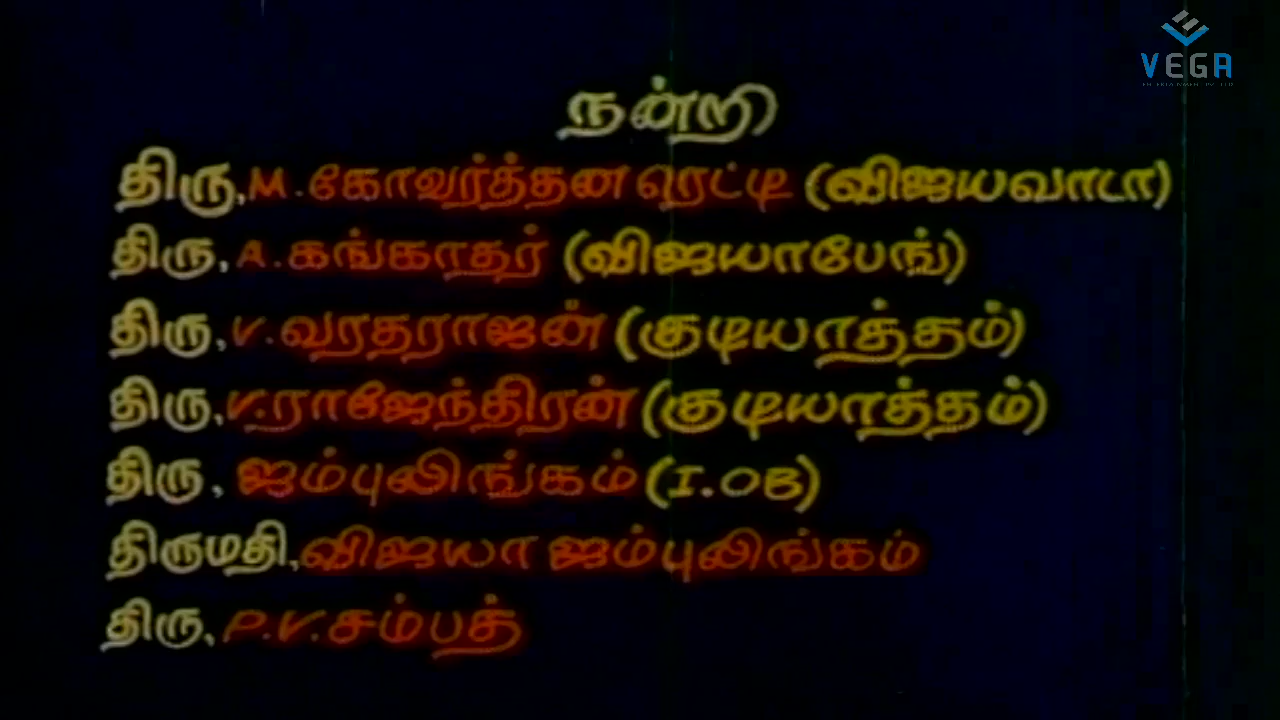 VEGA
நன்றி
திரு.M.கோவர்த்தன ரெட்டி (விஜயவாடா)
திரு.A.கங்காதர் (விஜயாபேங்)
திரு.V.வரதராஜன் (குடியாத்தம்)
திரு.V.ராஜேந்திரன் (குடியாத்தம்)
திரு. ஜம்புலிங்கம் (I.OB)
திருமதி.விஜயா ஜம்புலிங்கம்
திரு.P.V.சம்பத்